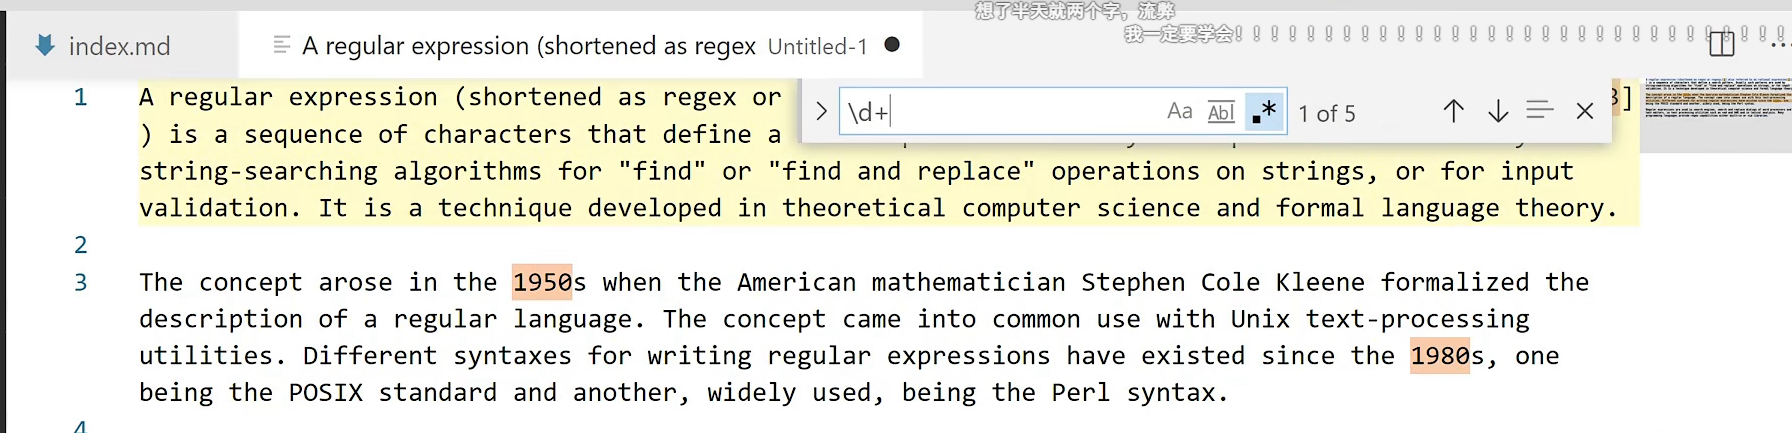 想了半天就两个字，流弊
我一定要学会！！！！！！！！！！！！！！！！！！！！！！！！！！！！！！！
index.md
A regular expression (shortened as regex Untitled-1
\d+ Aa Abl .* 1 of 5
1 A regular expression (shortened as regex or 3]
) is a sequence of characters that define a
string-searching algorithms for "find" or "find and replace" operations on strings, or for input
validation. It is a technique developed in theoretical computer science and formal language theory.
2
3 The concept arose in the 1950s when the American mathematician Stephen Cole Kleene formalized the
description of a regular language. The concept came into common use with Unix text-processing
utilities. Different syntaxes for writing regular expressions have existed since the 1980s, one
being the POSIX standard and another, widely used, being the Perl syntax.
4